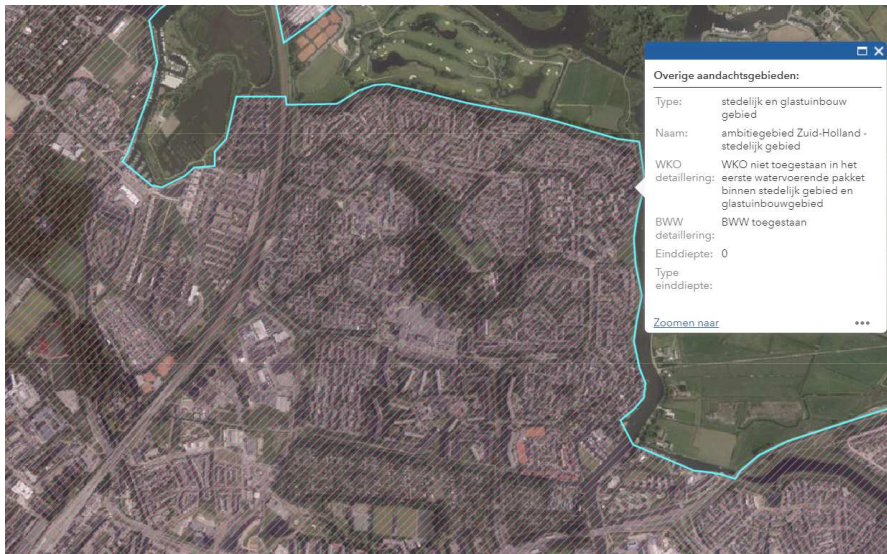 Overige aandachtsgebieden:
Type: stedelijk en glastuinbouw
gebied
Naam: ambitiegebied Zuid-Holland -
stedelijk gebied
WKO WKO niet toegestaan in het
detaillering: eerste watervoerende pakket
binnen stedelijk gebied en
glastuinbouwgebied
BWW BWW toegestaan
detaillering:
Einddiepte: 0
Type
einddiepte:
Zoomen naar